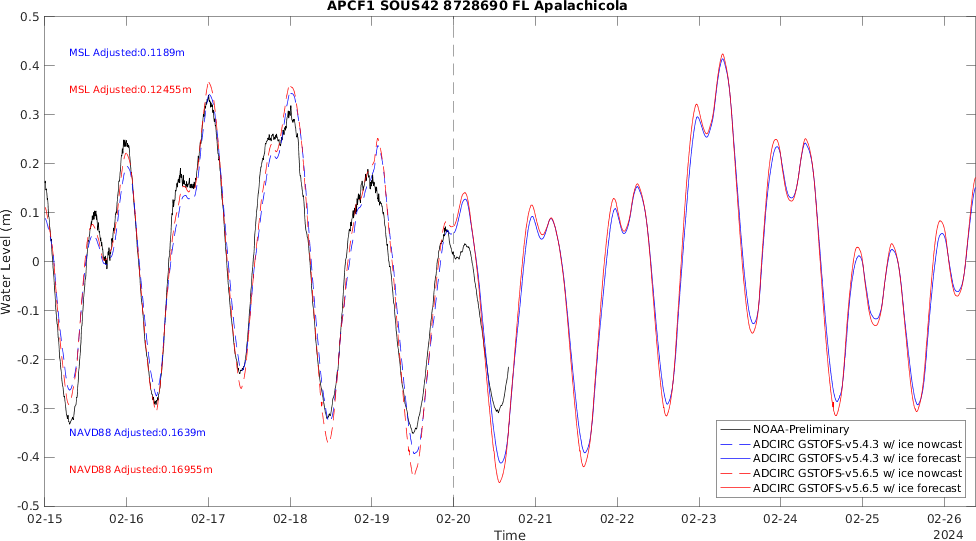 APCF1 SOUS42 8728690 FL Apalachicola
MSL Adjusted:0.1189m
MSL Adjusted:0.12455m
NAVD88 Adjusted:0.1639m
NAVD88 Adjusted:0.16955m
Water Level (m)
0.5
0.4
0.3
0.2
0.1
0
-0.1
-0.2
-0.3
-0.4
-0.5
NOAA-Preliminary
ADCIRC GSTOFS-v5.4.3 w/ ice nowcast
ADCIRC GSTOFS-v5.4.3 w/ ice forecast
ADCIRC GSTOFS-v5.6.5 w/ ice nowcast
ADCIRC GSTOFS-v5.6.5 w/ ice forecast
02-15 02-16 02-17 02-18 02-19 02-20 02-21 02-22 02-23 02-24 02-25 02-26
Time
2024